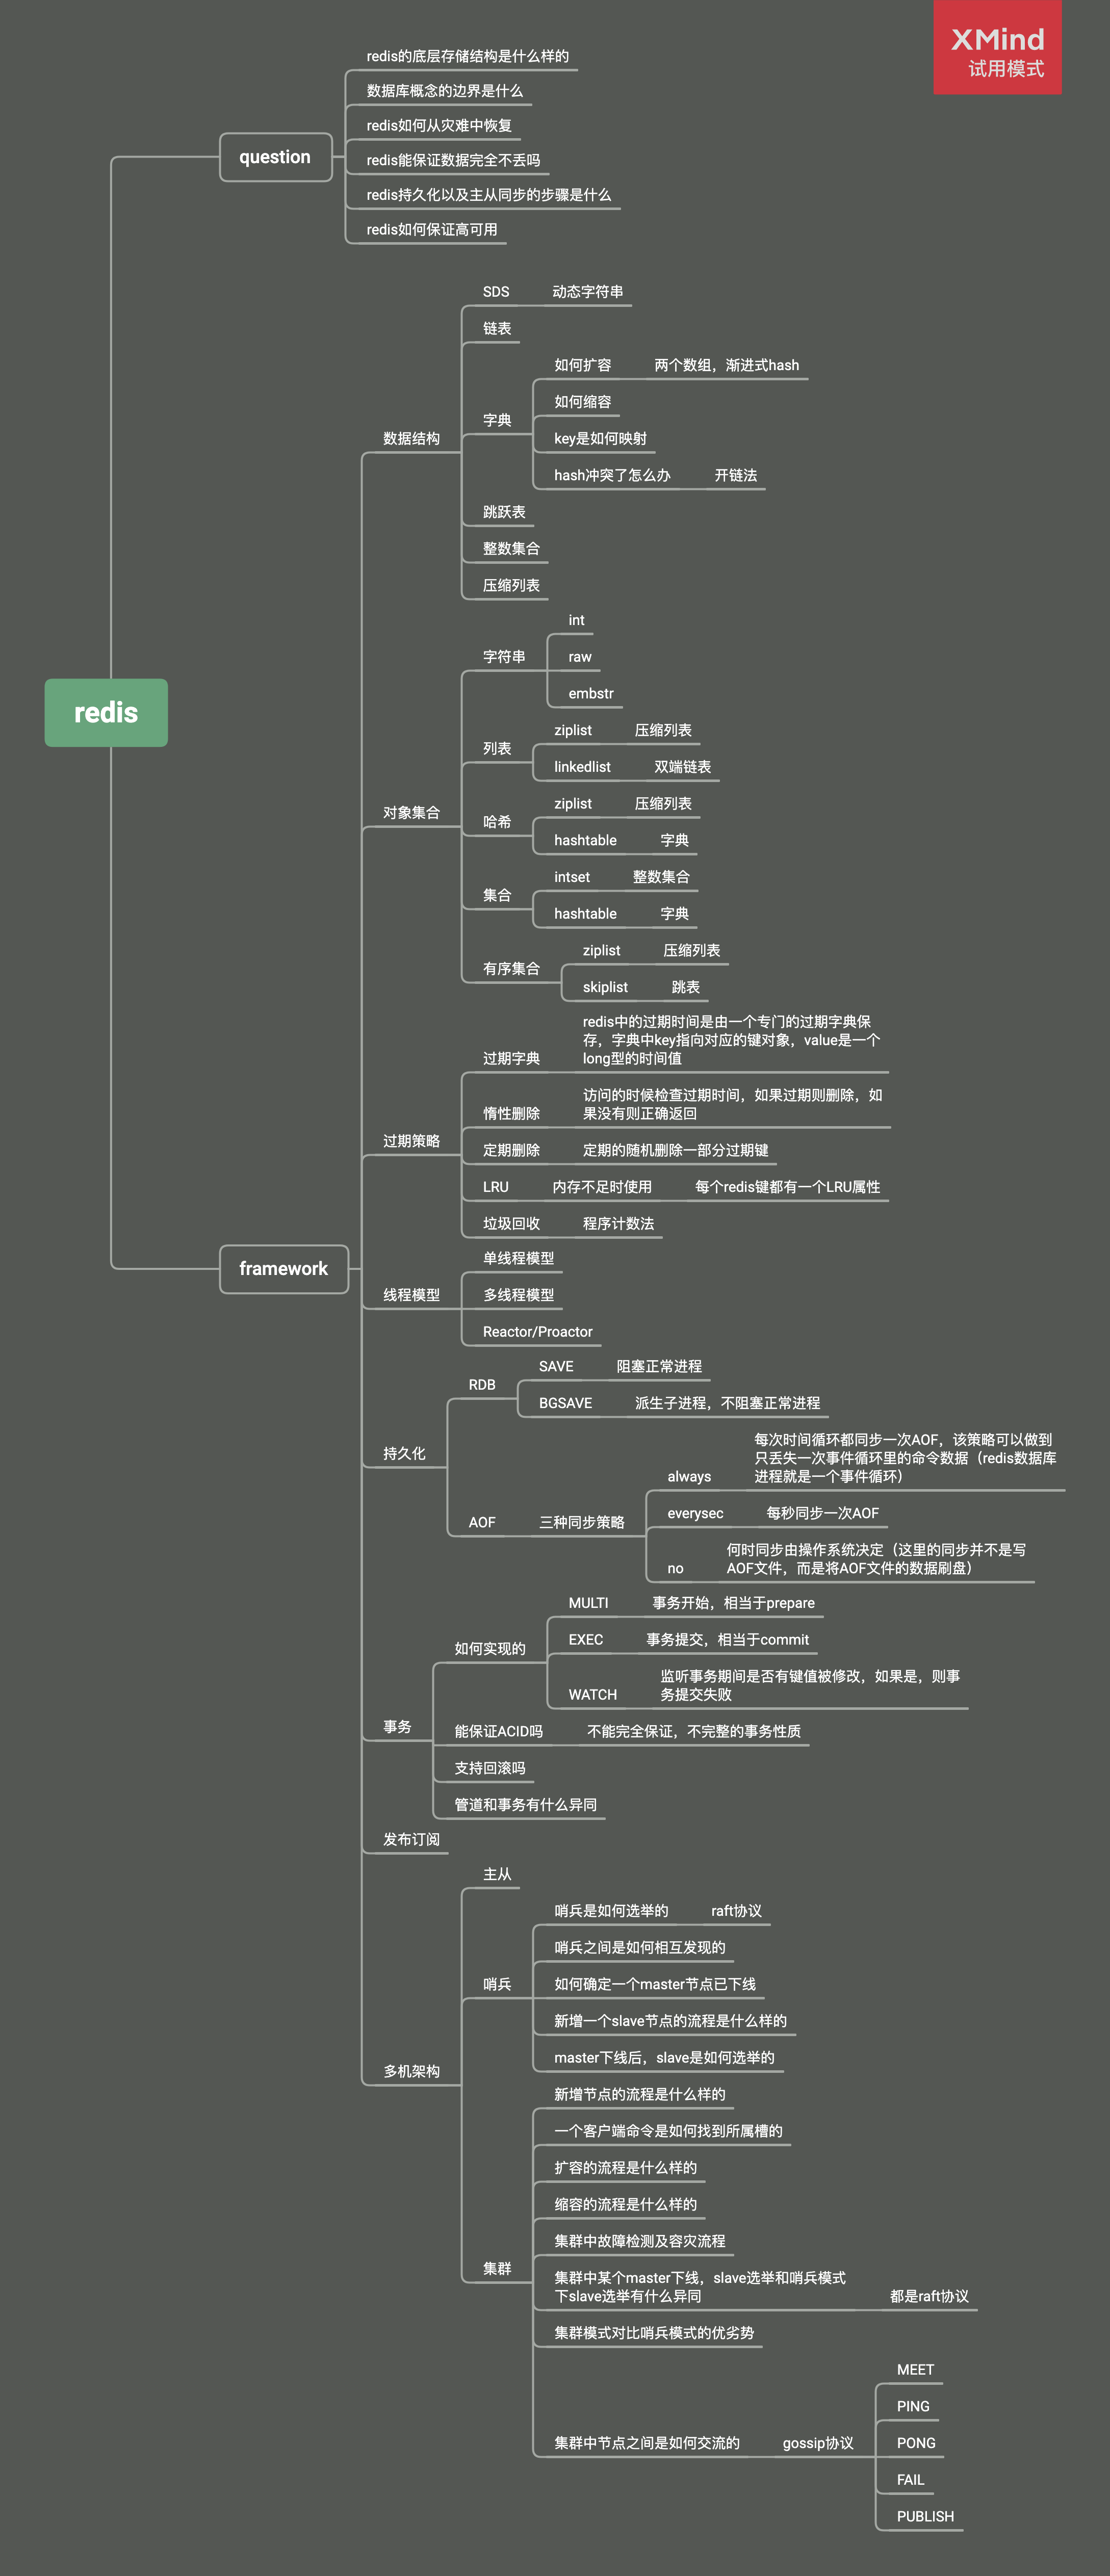 XMind
试用模式
redis
question
redis的底层存储结构是什么样的
数据库概念的边界是什么
redis如何从灾难中恢复
redis能保证数据完全不丢吗
redis持久化以及主从同步的步骤是什么
redis如何保证高可用
framework
数据结构
SDS
动态字符串
链表
字典
如何扩容
两个数组，渐进式hash
如何缩容
key是如何映射
hash冲突了怎么办
开链法
跳跃表
整数集合
压缩列表
对象集合
字符串
int
raw
embstr
列表
ziplist
压缩列表
linkedlist
双端链表
哈希
ziplist
压缩列表
hashtable
字典
集合
intset
整数集合
hashtable
字典
有序集合
ziplist
压缩列表
skiplist
跳表
过期策略
过期字典
redis中的过期时间是由一个专门的过期字典保
存，字典中key指向对应的键对象，value是一个
long型的时间值
惰性删除
访问的时候检查过期时间，如果过期则删除，如
果没有则正确返回
定期删除
定期的随机删除一部分过期键
LRU
内存不足时使用
每个redis键都有一个LRU属性
垃圾回收
程序计数法
线程模型
单线程模型
多线程模型
Reactor/Proactor
持久化
RDB
SAVE
阻塞正常进程
BGSAVE
派生子进程，不阻塞正常进程
AOF
三种同步策略
always
每次时间循环都同步一次AOF，该策略可以做到
只丢失一次事件循环里的命令数据（redis数据库
进程就是一个事件循环）
everysec
每秒同步一次AOF
no
何时同步由操作系统决定（这里的同步并不是写
AOF文件，而是将AOF文件的数据刷盘）
事务
如何实现的
MULTI
事务开始，相当于prepare
EXEC
事务提交，相当于commit
WATCH
监听事务期间是否有键值被修改，如果是，则事
务提交失败
能保证ACID吗
不能完全保证，不完整的事务性质
支持回滚吗
管道和事务有什么异同
发布订阅
多机架构
主从
哨兵
哨兵是如何选举的
raft协议
哨兵之间是如何相互发现的
如何确定一个master节点已下线
新增一个slave节点的流程是什么样的
master下线后，slave是如何选举的
集群
新增节点的流程是什么样的
一个客户端命令是如何找到所属槽的
扩容的流程是什么样的
缩容的流程是什么样的
集群中故障检测及容灾流程
集群中某个master下线，slave选举和哨兵模式
下slave选举有什么异同
都是raft协议
集群模式对比哨兵模式的优劣势
集群中节点之间是如何交流的
gossip协议
MEET
PING
PONG
FAIL
PUBLISH